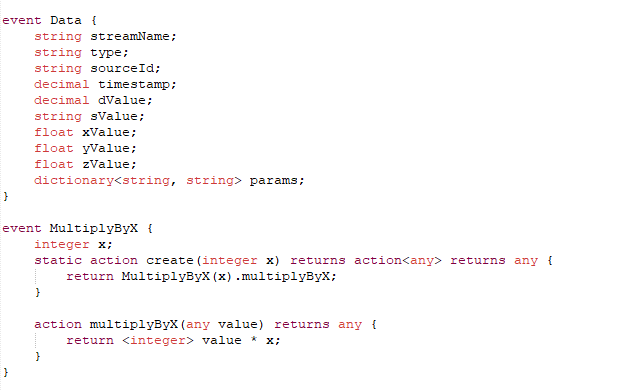 event Data {
    string streamName;
    string type;
    string sourceId;
    decimal timestamp;
    decimal dValue;
    string sValue;
    float xValue;
    float yValue;
    float zValue;
    dictionary<string, string> params;
}
event MultiplyByX {
    integer x;
    static action create(integer x) returns action<any> returns any {
        return MultiplyByX(x).multiplyByX;
    }
    action multiplyByX(any value) returns any {
        return <integer> value * x;
    }
}